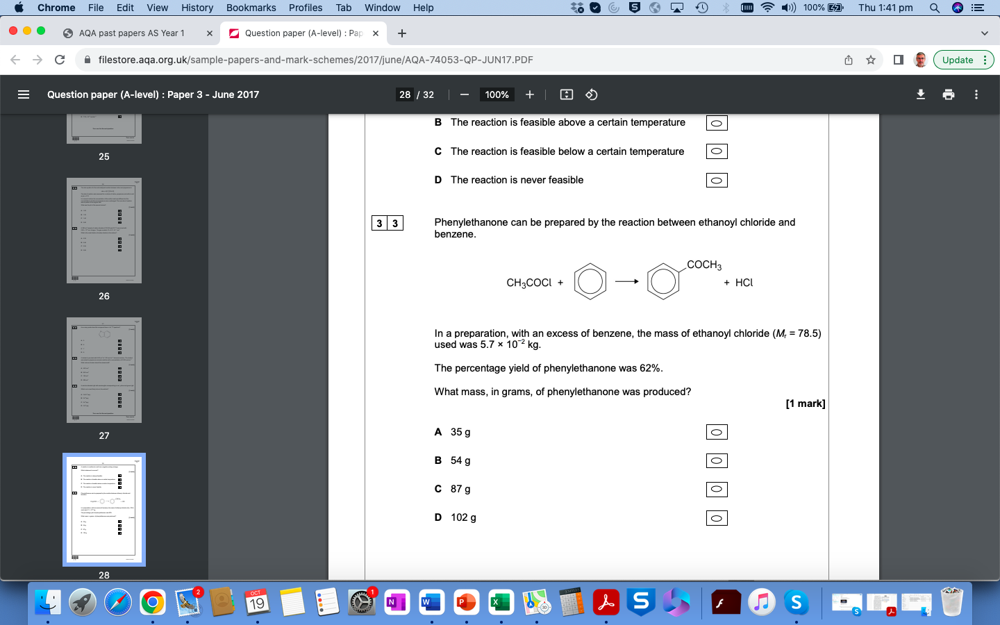 Chrome File Edit View History Bookmarks Profiles Tab Window Help 100% Thu 1:41 pm
AQA past papers AS Year 1 Question paper (A-level) : Pap
filestore.aqa.org.uk/sample-papers-and-mark-schemes/2017/june/AQA-74053-QP-JUN17.PDF Update
Question paper (A-level) : Paper 3 - June 2017 28 / 32 100%
25
26
27
28
B The reaction is feasible above a certain temperature
C The reaction is feasible below a certain temperature
D The reaction is never feasible
3 3 Phenylethanone can be prepared by the reaction between ethanoyl chloride and
benzene.
COCH₃
CH₃COCl + + HCl
In a preparation, with an excess of benzene, the mass of ethanoyl chloride (Mᵣ = 78.5)
used was 5.7 × 10⁻² kg.
The percentage yield of phenylethanone was 62%.
What mass, in grams, of phenylethanone was produced?
[1 mark]
A 35 g
B 54 g
C 87 g
D 102 g
2
OCT
19
1
N
W
P
X
3D
S
f
S